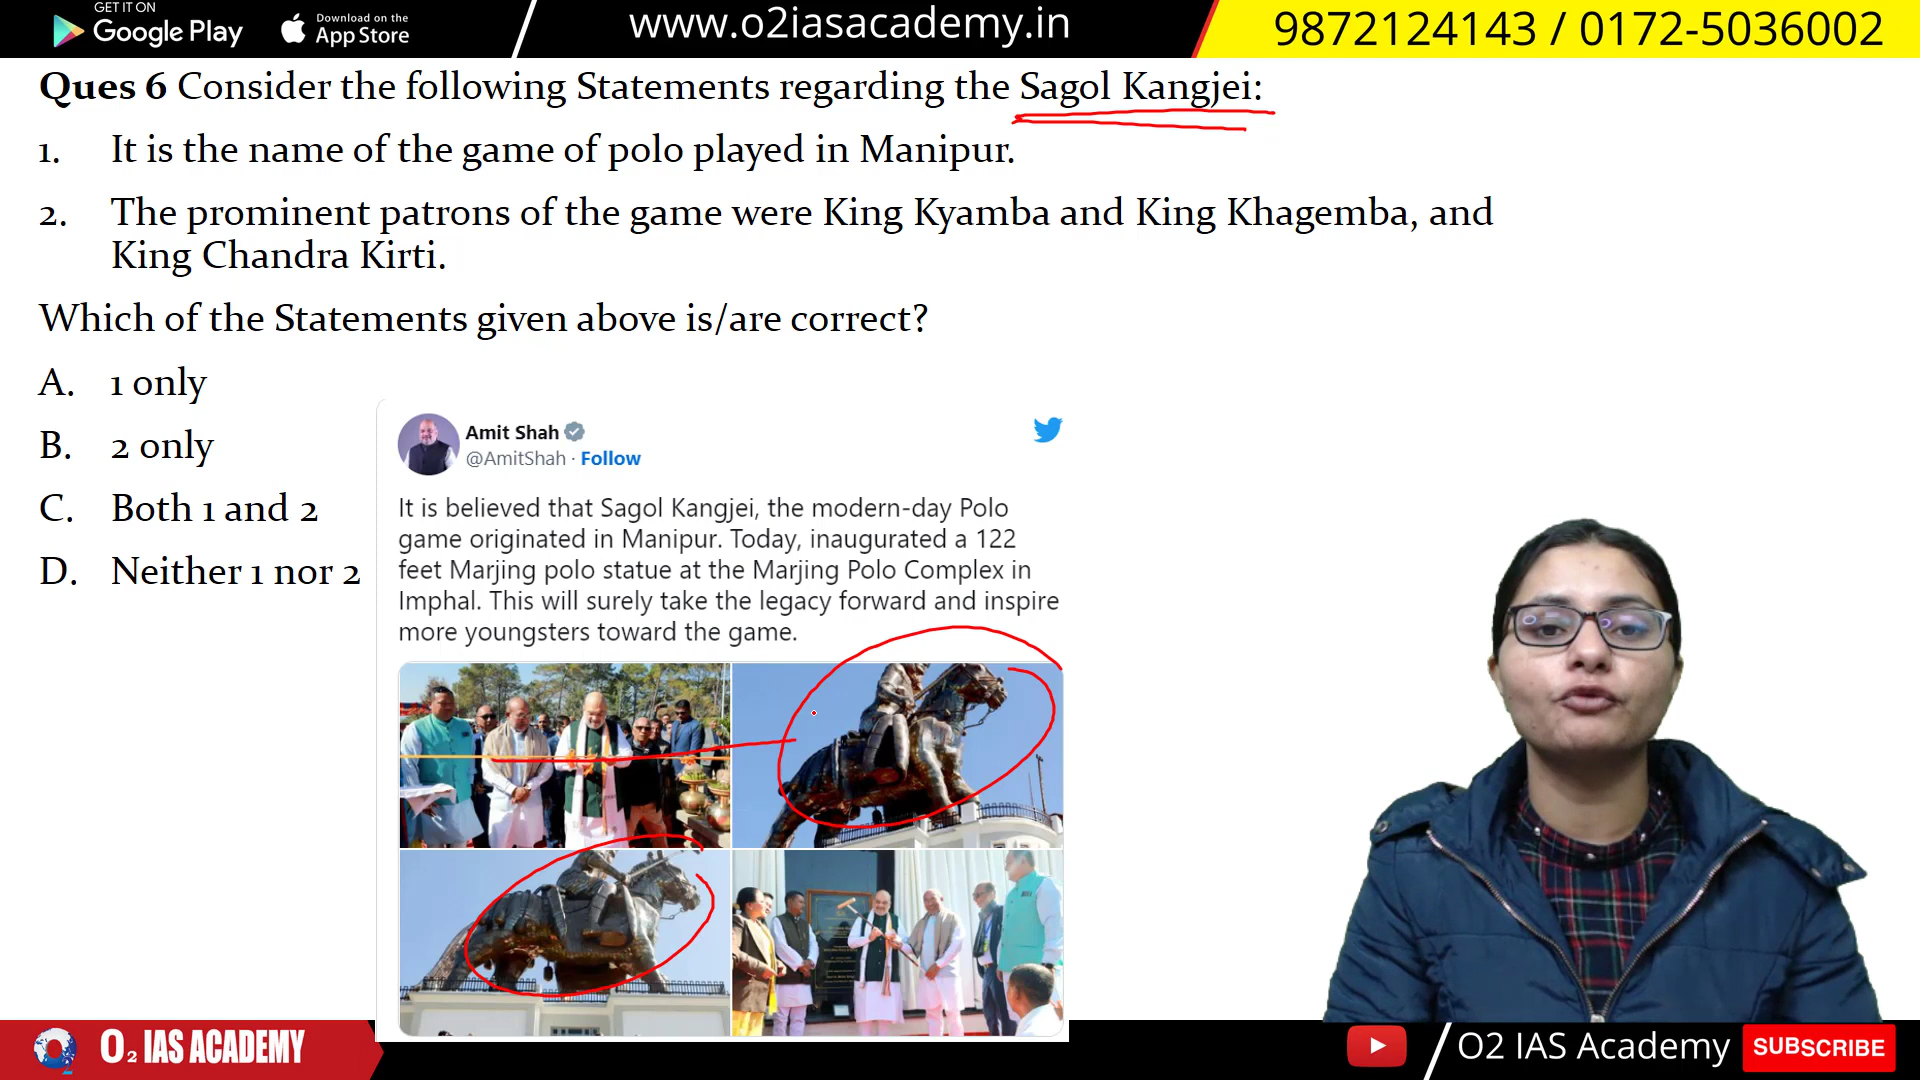 GET IT ON
Google Play
Download on the
App Store
www.o2iasacademy.in
9872124143 / 0172-5036002
Ques 6 Consider the following Statements regarding the Sagol Kangjei:
1. It is the name of the game of polo played in Manipur.
2. The prominent patrons of the game were King Kyamba and King Khagemba, and
King Chandra Kirti.
Which of the Statements given above is/are correct?
A. 1 only
B. 2 only
C. Both 1 and 2
D. Neither 1 nor 2
Amit Shah
@AmitShah · Follow
It is believed that Sagol Kangjei, the modern-day Polo
game originated in Manipur. Today, inaugurated a 122
feet Marjing polo statue at the Marjing Polo Complex in
Imphal. This will surely take the legacy forward and inspire
more youngsters toward the game.
O2 IAS ACADEMY
O2 IAS Academy
SUBSCRIBE